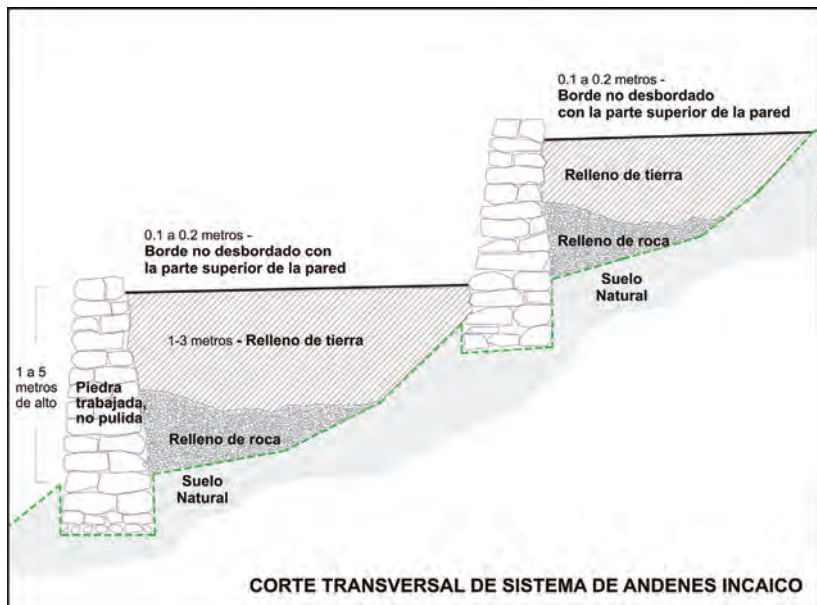 0.1 a 0.2 metros -
Borde no desbordado
con la parte superior de la pared
Relleno de tierra
Relleno de roca
Suelo
Natural
0.1 a 0.2 metros -
Borde no desbordado con
la parte superior de la pared
1-3 metros - Relleno de tierra
1 a 5
metros
de alto
Piedra
trabajada,
no pulida
Relleno de roca
Suelo
Natural
CORTE TRANSVERSAL DE SISTEMA DE ANDENES INCAICO